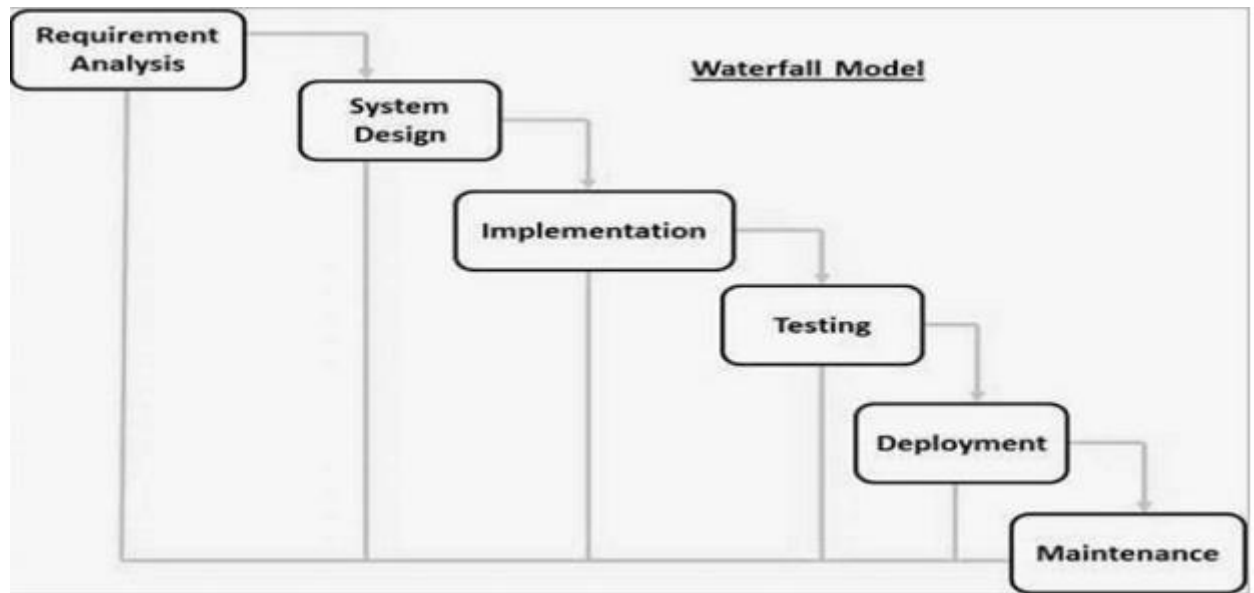 Requirement
Analysis
Waterfall Model
System
Design
Implementation
Testing
Deployment
Maintenance